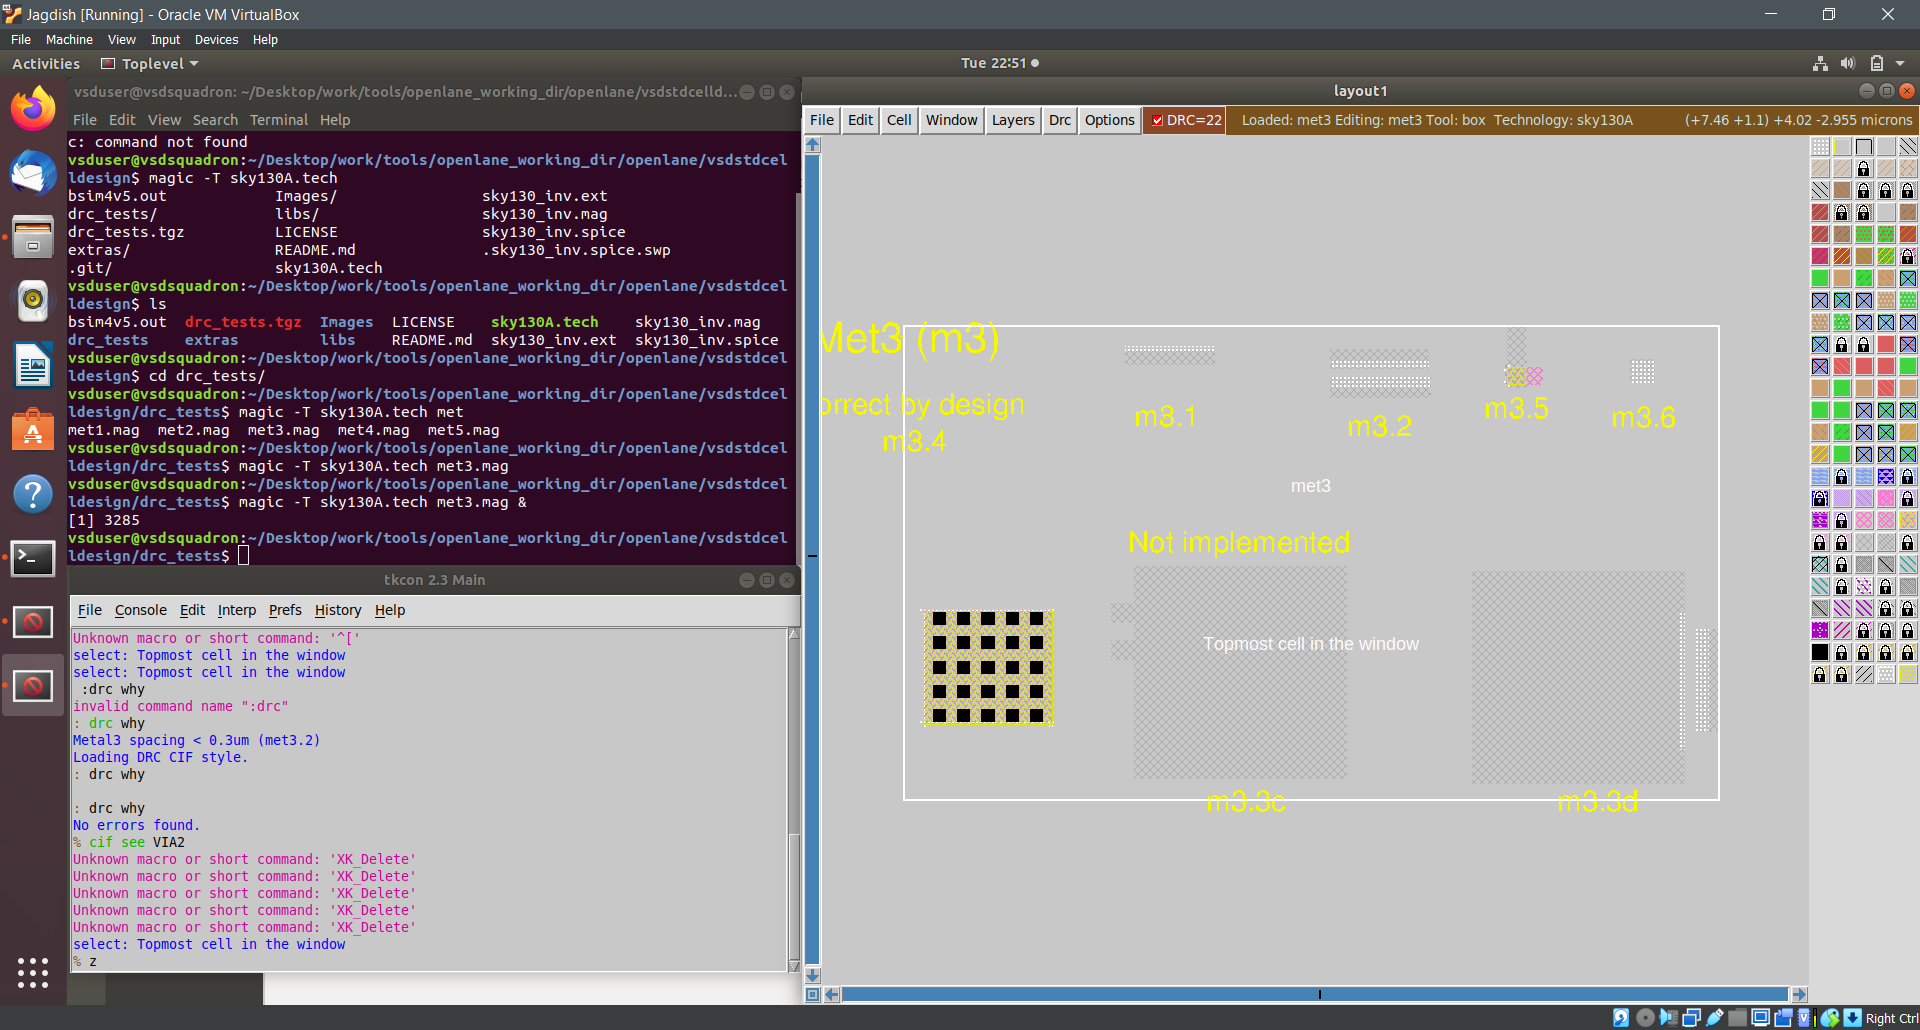 Jagdish [Running] - Oracle VM VirtualBox
File Machine View Input Devices Help
Activities Toplevel Tue 22:51
vsduser@vsdsquadron: ~/Desktop/work/tools/openlane_working_dir/openlane/vsdstdcelld...
File Edit View Search Terminal Help
c: command not found
vsduser@vsdsquadron:~/Desktop/work/tools/openlane_working_dir/openlane/vsdstdcel
ldesign$ magic -T sky130A.tech
bsim4v5.out Images/ sky130_inv.ext
drc_tests/ libs/ sky130_inv.mag
drc_tests.tgz LICENSE sky130_inv.spice
extras/ README.md .sky130_inv.spice.swp
.git/ sky130A.tech
vsduser@vsdsquadron:~/Desktop/work/tools/openlane_working_dir/openlane/vsdstdcel
ldesign$ ls
bsim4v5.out drc_tests.tgz Images LICENSE sky130A.tech sky130_inv.mag
drc_tests extras libs README.md sky130_inv.ext sky130_inv.spice
vsduser@vsdsquadron:~/Desktop/work/tools/openlane_working_dir/openlane/vsdstdcel
ldesign$ cd drc_tests/
vsduser@vsdsquadron:~/Desktop/work/tools/openlane_working_dir/openlane/vsdstdcel
ldesign/drc_tests$ magic -T sky130A.tech met
met1.mag met2.mag met3.mag met4.mag met5.mag
vsduser@vsdsquadron:~/Desktop/work/tools/openlane_working_dir/openlane/vsdstdcel
ldesign/drc_tests$ magic -T sky130A.tech met3.mag
vsduser@vsdsquadron:~/Desktop/work/tools/openlane_working_dir/openlane/vsdstdcel
ldesign/drc_tests$ magic -T sky130A.tech met3.mag &
[1] 3285
vsduser@vsdsquadron:~/Desktop/work/tools/openlane_working_dir/openlane/vsdstdcel
ldesign/drc_tests$
tkcon 2.3 Main
File Console Edit Interp Prefs History Help
Unknown macro or short command: '^['
select: Topmost cell in the window
select: Topmost cell in the window
:drc why
invalid command name ":drc"
: drc why
Metal3 spacing < 0.3um (met3.2)
Loading DRC CIF style.
: drc why
: drc why
No errors found.
% cif see VIA2
Unknown macro or short command: 'XK_Delete'
Unknown macro or short command: 'XK_Delete'
Unknown macro or short command: 'XK_Delete'
Unknown macro or short command: 'XK_Delete'
Unknown macro or short command: 'XK_Delete'
select: Topmost cell in the window
% z
layout1
File Edit Cell Window Layers Drc Options DRC=22 Loaded: met3 Editing: met3 Tool: box Technology: sky130A (+7.46 +1.1) +4.02 -2.955 microns
Met3 (m3)
orrect by design
m3.4
m3.1
m3.2
m3.5
m3.6
met3
Not implemented
Topmost cell in the window
m3.3c
m3.3d
Right Ctrl